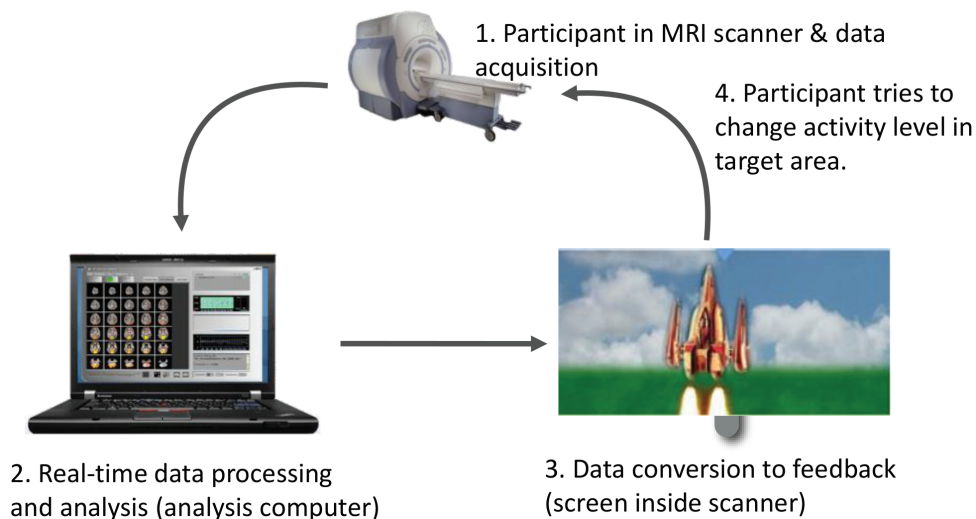 1. Participant in MRI scanner & data
acquisition
4. Participant tries to
change activity level in
target area.
2. Real-time data processing
and analysis (analysis computer)
3. Data conversion to feedback
(screen inside scanner)